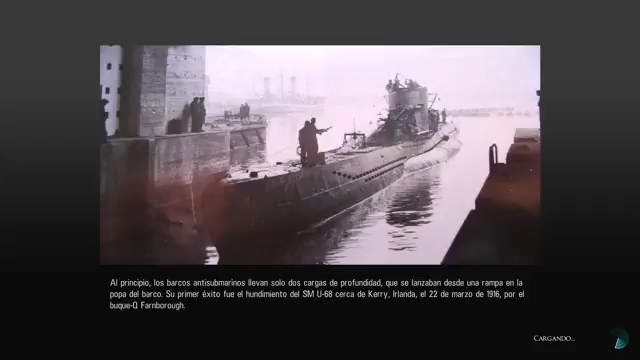 Al principio, los barcos antisubmarinos llevan solo dos cargas de profundidad, que se lanzaban desde una rampa en la
popa del barco. Su primer éxito fue el hundimiento del SM U-68 cerca de Kerry, Irlanda, el 22 de marzo de 1916, por el
buque-Q Farnborough.
CARGANDO...